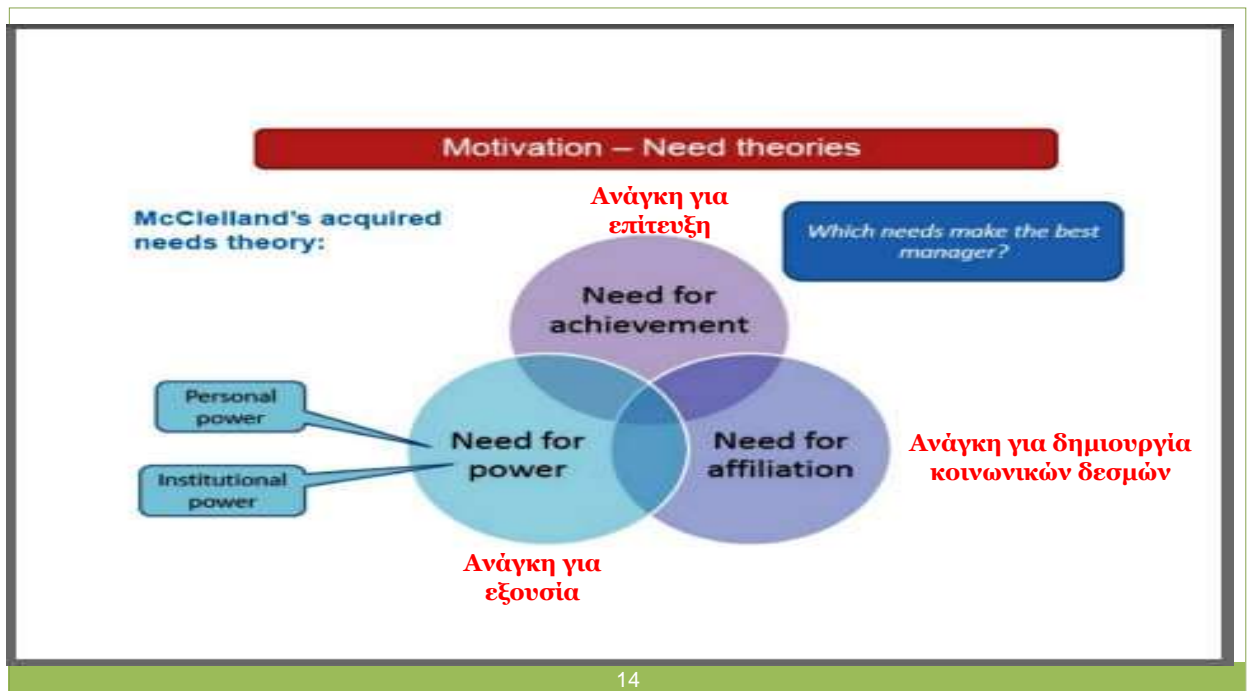 Motivation – Need theories
McClelland's acquired
needs theory:
Ανάγκη για
επίτευξη
Which needs make the best
manager?
Need for
achievement
Personal
power
Institutional
power
Need for
power
Need for
affiliation
Ανάγκη για δημιουργία
κοινωνικών δεσμών
Ανάγκη για
εξουσία
14